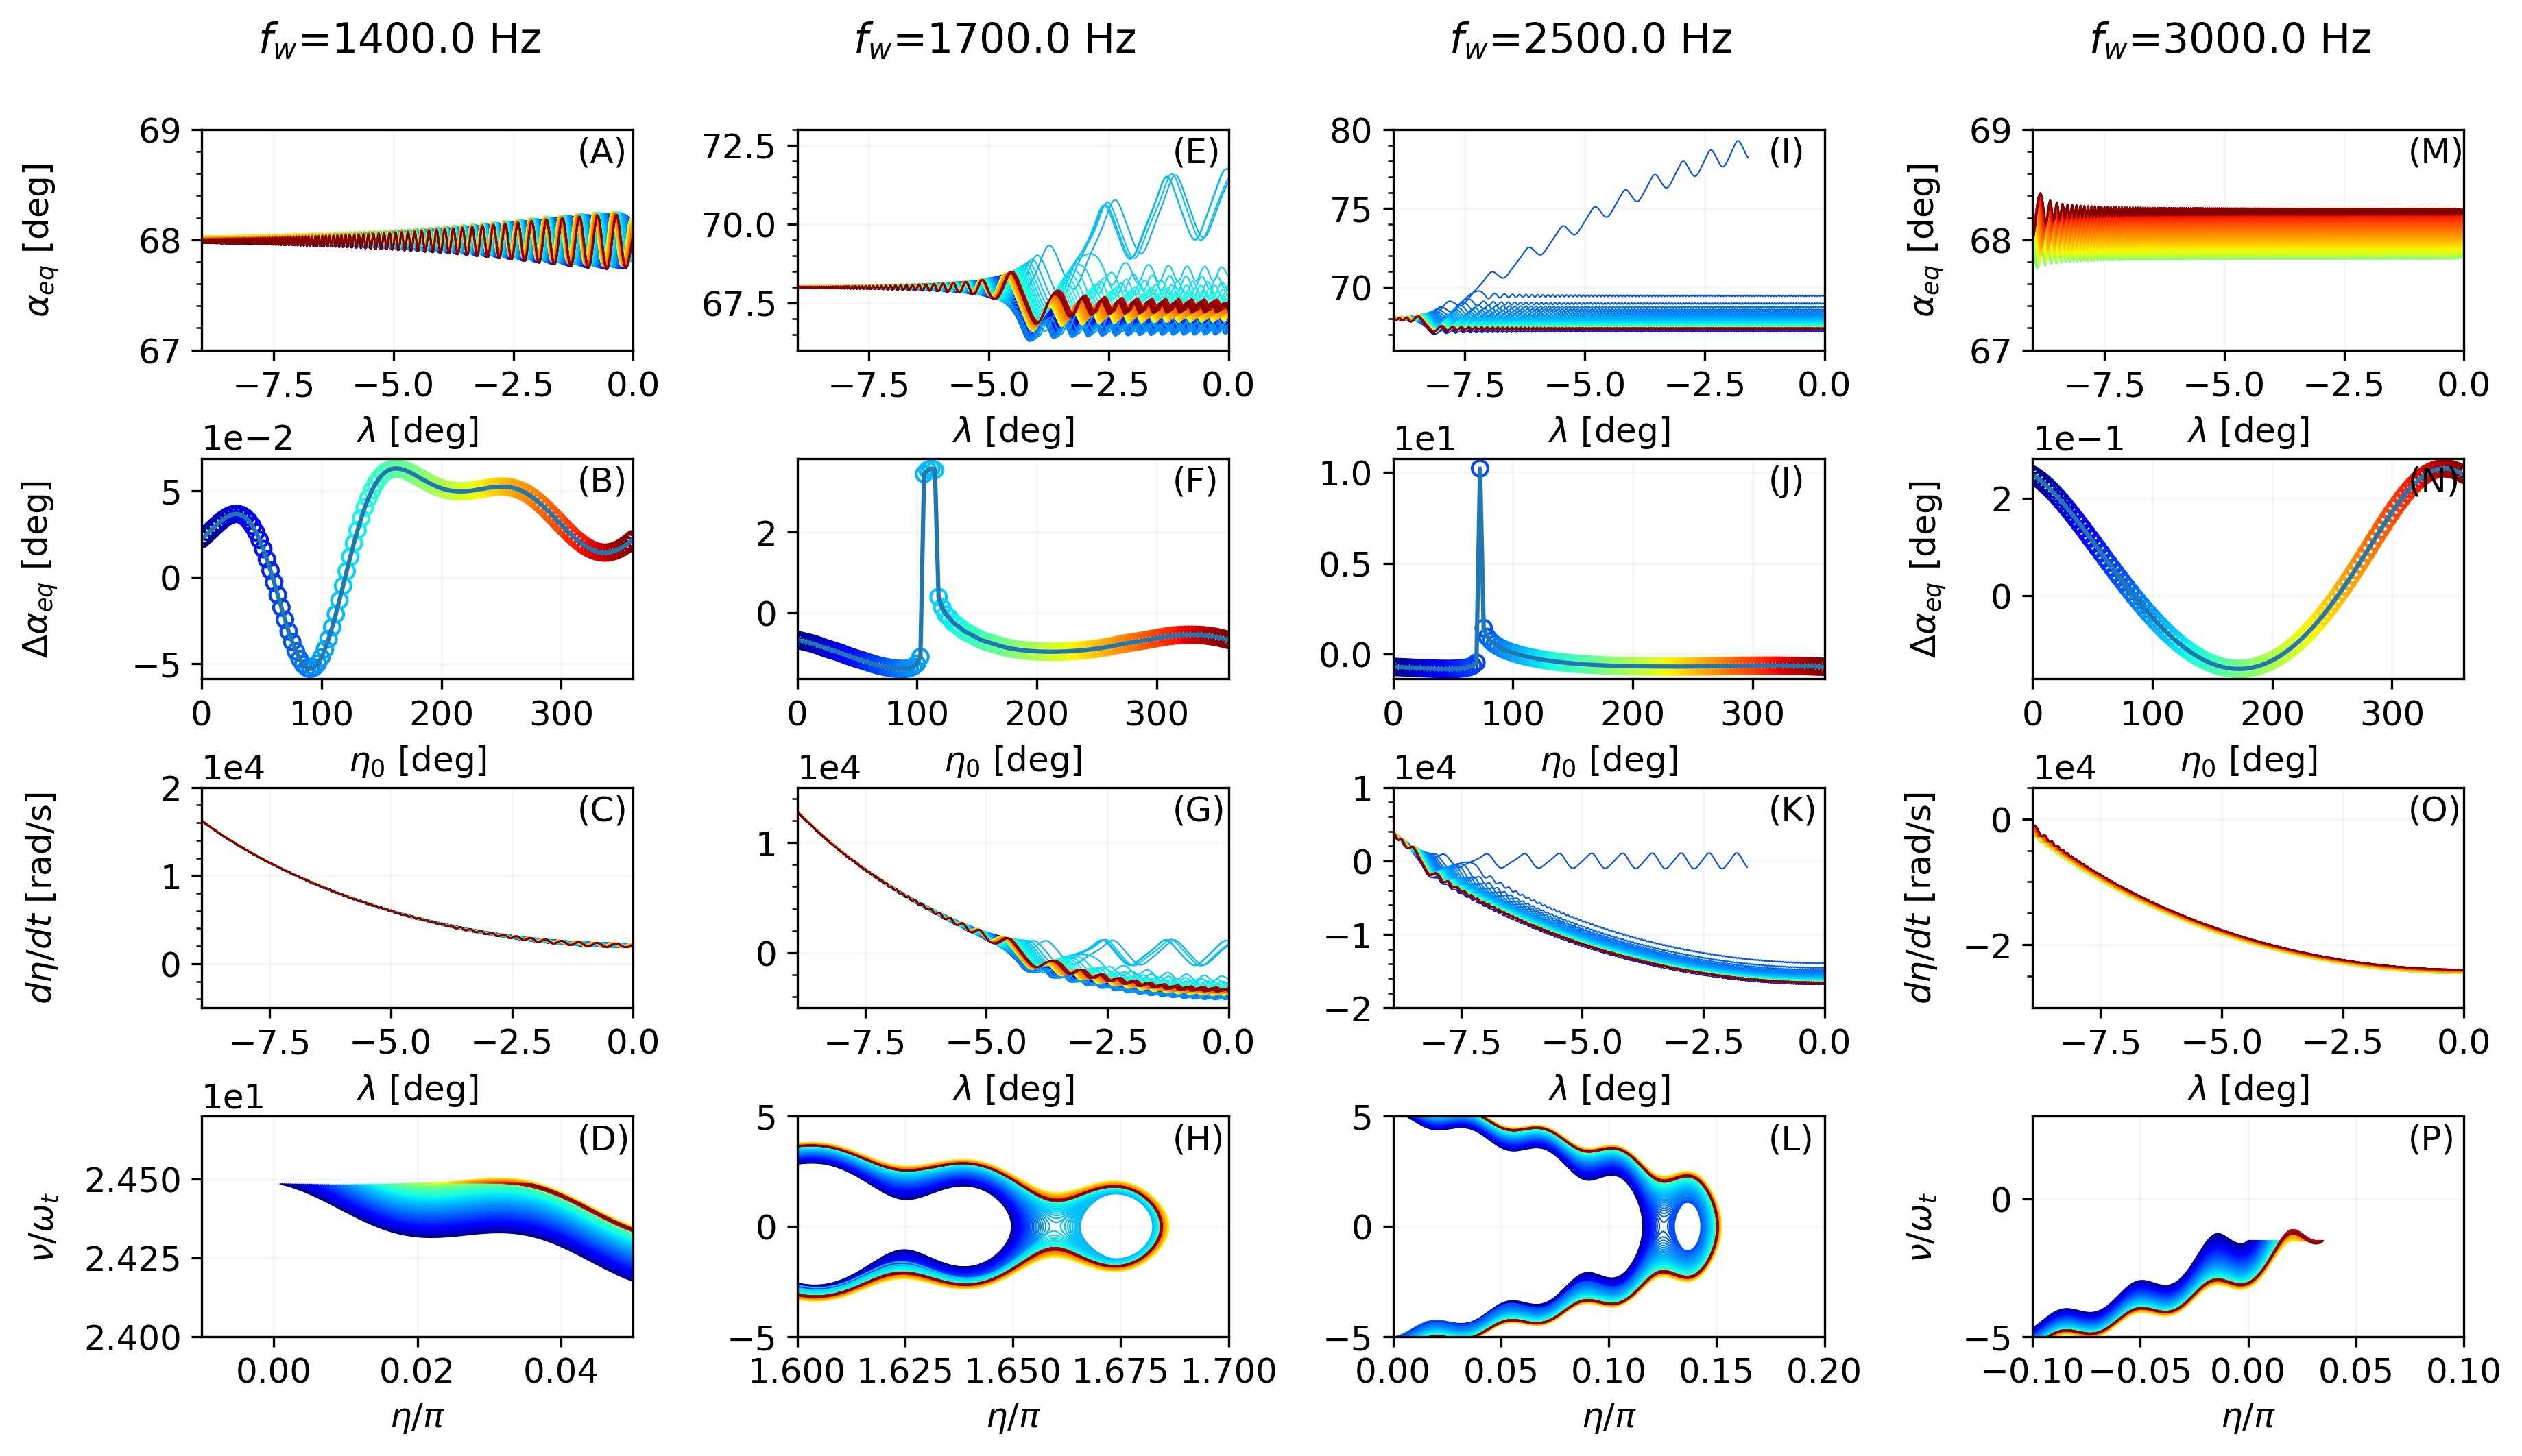 f_w=1400.0 Hz f_w=1700.0 Hz f_w=2500.0 Hz f_w=3000.0 Hz
α_eq [deg]
69
68
67
(A)
−7.5 −5.0 −2.5 0.0
λ [deg]
72.5
70.0
67.5
(E)
−7.5 −5.0 −2.5 0.0
λ [deg]
80
75
70
(I)
−7.5 −5.0 −2.5 0.0
λ [deg]
α_eq [deg]
69
68
67
(M)
−7.5 −5.0 −2.5 0.0
λ [deg]
Δα_eq [deg]
1e−2
5
0
−5
(B)
0 100 200 300
η₀ [deg]
2
0
(F)
0 100 200 300
η₀ [deg]
1e1
1.0
0.5
0.0
(J)
0 100 200 300
η₀ [deg]
Δα_eq [deg]
1e−1
2
0
(N)
0 100 200 300
η₀ [deg]
dη/dt [rad/s]
1e4
2
1
0
(C)
−7.5 −5.0 −2.5 0.0
λ [deg]
1e4
1
0
(G)
−7.5 −5.0 −2.5 0.0
λ [deg]
1e4
1
0
−1
−2
(K)
−7.5 −5.0 −2.5 0.0
λ [deg]
dη/dt [rad/s]
1e4
0
−2
(O)
−7.5 −5.0 −2.5 0.0
λ [deg]
ν/ω_t
1e1
2.450
2.425
2.400
(D)
0.00 0.02 0.04
η/π
5
0
−5
(H)
1.600 1.625 1.650 1.675 1.700
η/π
5
0
−5
(L)
0.00 0.05 0.10 0.15 0.20
η/π
ν/ω_t
0
−5
(P)
−0.10 −0.05 0.00 0.05 0.10
η/π